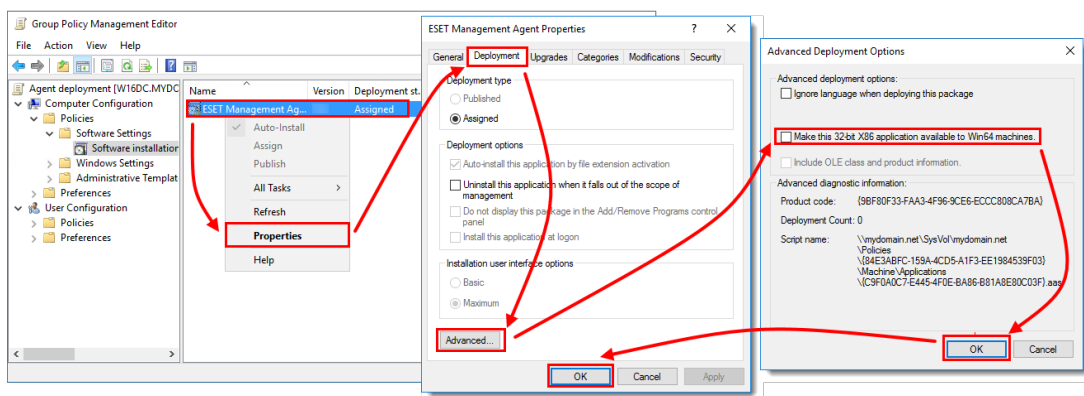 Group Policy Management Editor
File Action View Help
Agent deployment [W16DC.MYDC
Computer Configuration
Policies
Software Settings
Software installation
Windows Settings
Administrative Templat
Preferences
User Configuration
Policies
Preferences
Name Version Deployment st.
ESET Management Ag... Assigned
Auto-Install
Assign
Publish
All Tasks
Refresh
Properties
Help
ESET Management Agent Properties
General Deployment Upgrades Categories Modifications Security
Deployment type
Published
Assigned
Deployment options
Auto-install this application by file extension activation
Uninstall this application when it falls out of the scope of
management
Do not display this package in the Add/Remove Programs control
panel
Install this application at logon
Installation user interface options
Basic
Maximum
Advanced...
OK Cancel Apply
Advanced Deployment Options
Advanced deployment options:
Ignore language when deploying this package
Make this 32-bit X86 application available to Win64 machines.
Include OLE class and product information.
Advanced diagnostic information:
Product code: {9BF80F33-FAA3-4F96-9CE6-ECCC808CA7BA}
Deployment Count: 0
Script name: \\mydomain.net\SysVol\mydomain.net
\Policies
\{84E3ABFC-159A-4CD5-A1F3-EE1984539F03}
\Machine\Applications
\{C9F0A0C7-E445-4F0E-BA86-B81A8E80C03F}.aas
OK Cancel